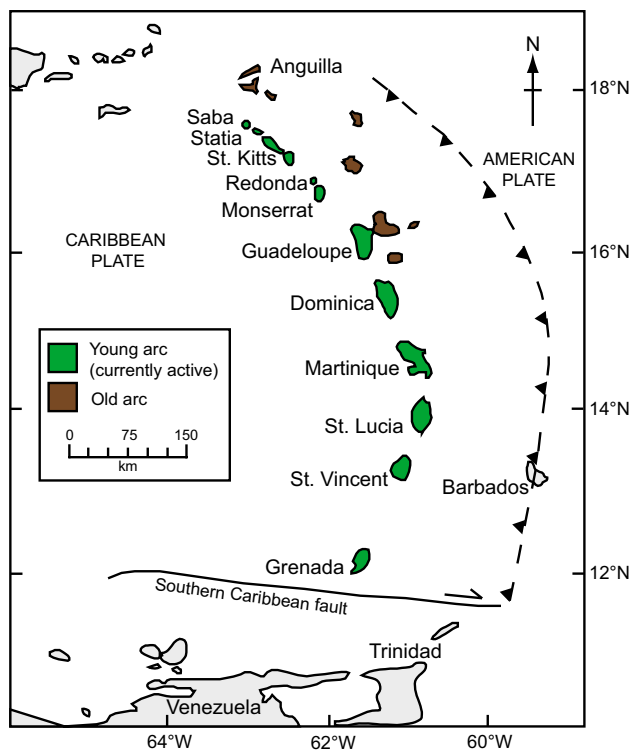 N
Anguilla
18°N
Saba
Statia
St. Kitts
AMERICAN
PLATE
Redonda
Monserrat
CARIBBEAN
PLATE
Guadeloupe
16°N
Dominica
Young arc
(currently active)
Old arc
0 75 150
km
Martinique
14°N
St. Lucia
St. Vincent
Barbados
Grenada
12°N
Southern Caribbean fault
Trinidad
Venezuela
64°W 62°W 60°W